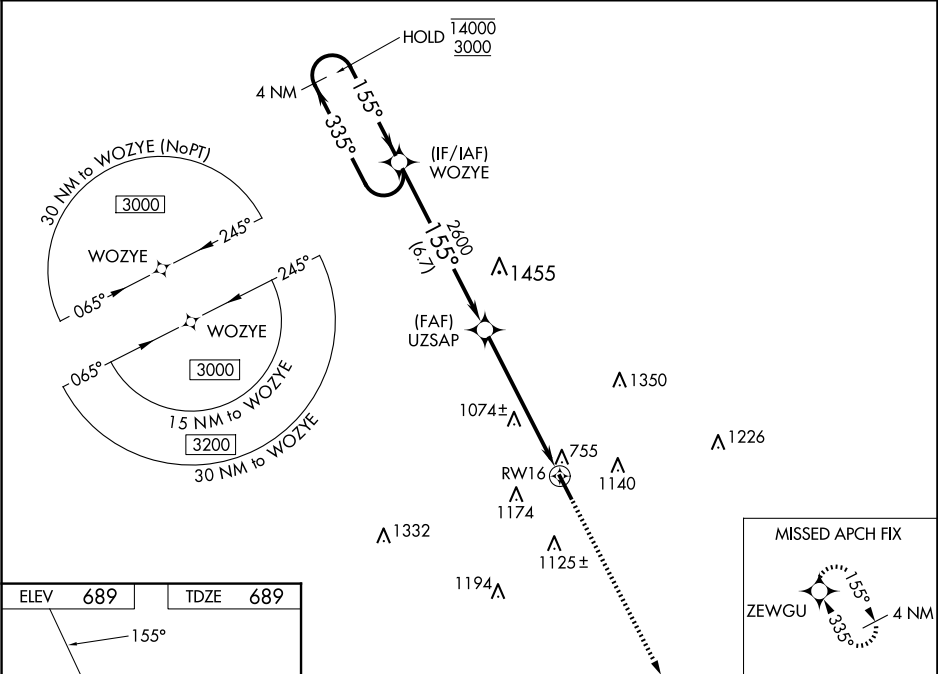 HOLD 14000
3000
4 NM
155°
335°
(IF/IAF)
WOZYE
30 NM to WOZYE (NoPT)
3000
245°
WOZYE
065°
245°
WOZYE
065°
3000
15 NM to WOZYE
3200
30 NM to WOZYE
2600
155°
(6.7)
1455
(FAF)
UZSAP
1350
1074±
1226
755
RW16
1140
1174
1332
1125±
1194
MISSED APCH FIX
155°
ZEWGU
4 NM
335°
ELEV 689
TDZE 689
155°